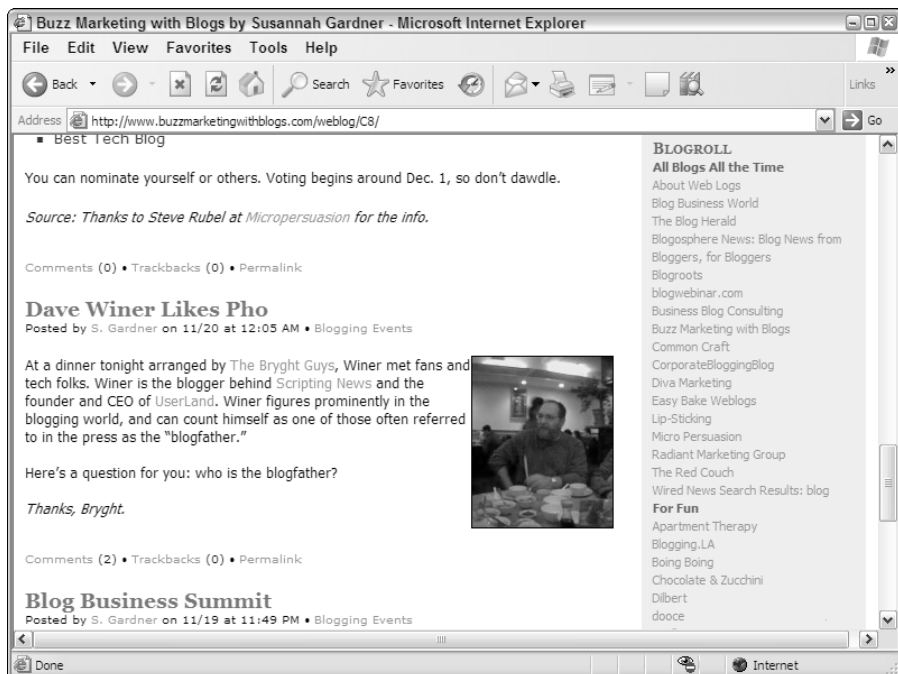 Buzz Marketing with Blogs by Susannah Gardner - Microsoft Internet Explorer
File Edit View Favorites Tools Help
Back Search Favorites Links »
Address http://www.buzzmarketingwithblogs.com/weblog/C8/ Go
▪ Best Tech Blog
You can nominate yourself or others. Voting begins around Dec. 1, so don’t dawdle.
Source: Thanks to Steve Rubel at Micropersuasion for the info.
Comments (0) • Trackbacks (0) • Permalink
Dave Winer Likes Pho
Posted by S. Gardner on 11/20 at 12:05 AM • Blogging Events
At a dinner tonight arranged by The Bryght Guys, Winer met fans and
tech folks. Winer is the blogger behind Scripting News and the
founder and CEO of UserLand. Winer figures prominently in the
blogging world, and can count himself as one of those often referred
to in the press as the “blogfather.”
Here’s a question for you: who is the blogfather?
Thanks, Bryght.
Comments (2) • Trackbacks (0) • Permalink
Blog Business Summit
Posted by S. Gardner on 11/19 at 11:49 PM • Blogging Events
BLOGROLL
All Blogs All the Time
About Web Logs
Blog Business World
The Blog Herald
Blogosphere News: Blog News from
Bloggers, for Bloggers
Blogroots
blogwebinar.com
Business Blog Consulting
Buzz Marketing with Blogs
Common Craft
CorporateBloggingBlog
Diva Marketing
Easy Bake Weblogs
Lip-Sticking
Micro Persuasion
Radiant Marketing Group
The Red Couch
Wired News Search Results: blog
For Fun
Apartment Therapy
Blogging.LA
Boing Boing
Chocolate & Zucchini
Dilbert
dooce
Done Internet